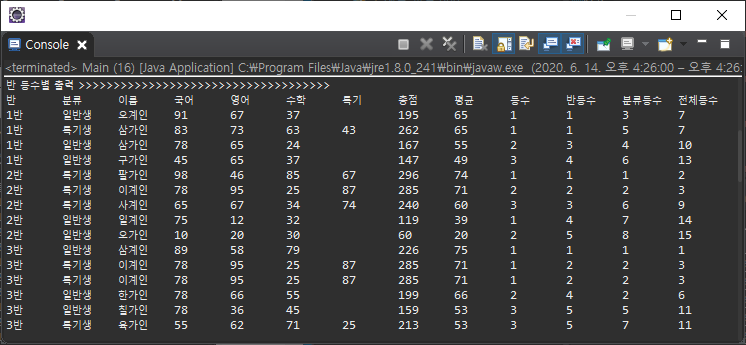 Console
<terminated> Main (16) [Java Application] C:₩Program Files₩Java₩jre1.8.0_241₩bin₩javaw.exe (2020. 6. 14. 오후 4:26:00 – 오후 4:26:
반 등수별 출력 >>>>>>>>>>>>>>>>>>>>>>>>>>>>>>>>>>>>
반 분류 이름 국어 영어 수학 특기 총점 평균 등수 반등수 분류등수 전체등수
1반 일반생 오계인 91 67 37 195 65 1 1 3 7
1반 특기생 삼가인 83 73 63 43 262 65 1 1 5 7
1반 일반생 삼가인 78 65 24 167 55 2 3 4 10
1반 일반생 구가인 45 65 37 147 49 3 4 6 13
2반 특기생 팔가인 98 46 85 67 296 74 1 1 1 2
2반 특기생 이계인 78 95 25 87 285 71 2 2 2 3
2반 특기생 사계인 65 67 34 74 240 60 3 3 6 9
2반 일반생 일계인 75 12 32 119 39 1 4 7 14
2반 일반생 오가인 10 20 30 60 20 2 5 8 15
3반 일반생 삼계인 89 58 79 226 75 1 1 1 1
3반 특기생 이계인 78 95 25 87 285 71 1 2 2 3
3반 특기생 이계인 78 95 25 87 285 71 1 2 2 3
3반 일반생 한가인 78 66 55 199 66 2 4 2 6
3반 일반생 칠가인 78 36 45 159 53 3 5 5 11
3반 특기생 육가인 55 62 71 25 213 53 3 5 7 11